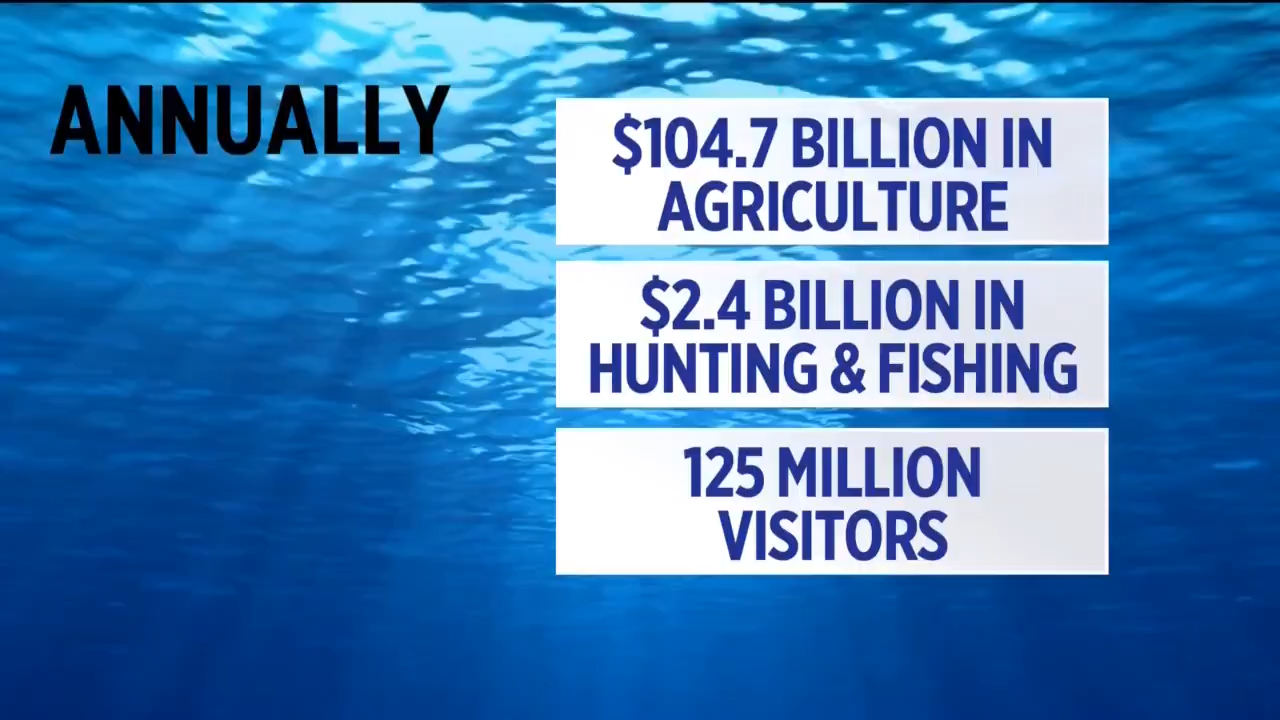 ANNUALLY
$104.7 BILLION IN
AGRICULTURE
$2.4 BILLION IN
HUNTING & FISHING
125 MILLION
VISITORS